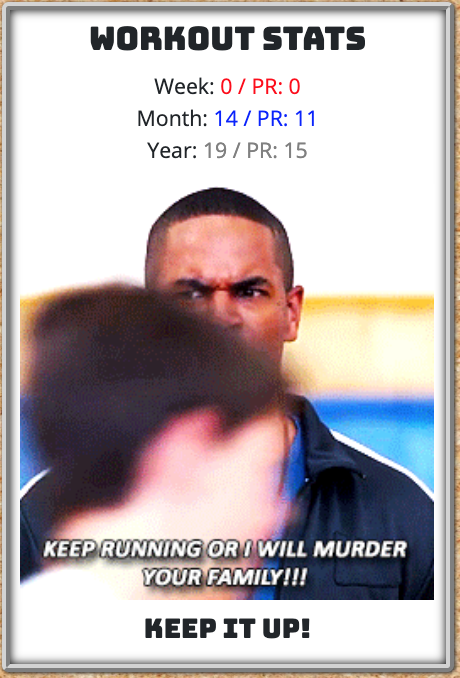 WORKOUT STATS
Week: 0 / PR: 0
Month: 14 / PR: 11
Year: 19 / PR: 15
KEEP RUNNING OR I WILL MURDER
YOUR FAMILY!!!
KEEP IT UP!